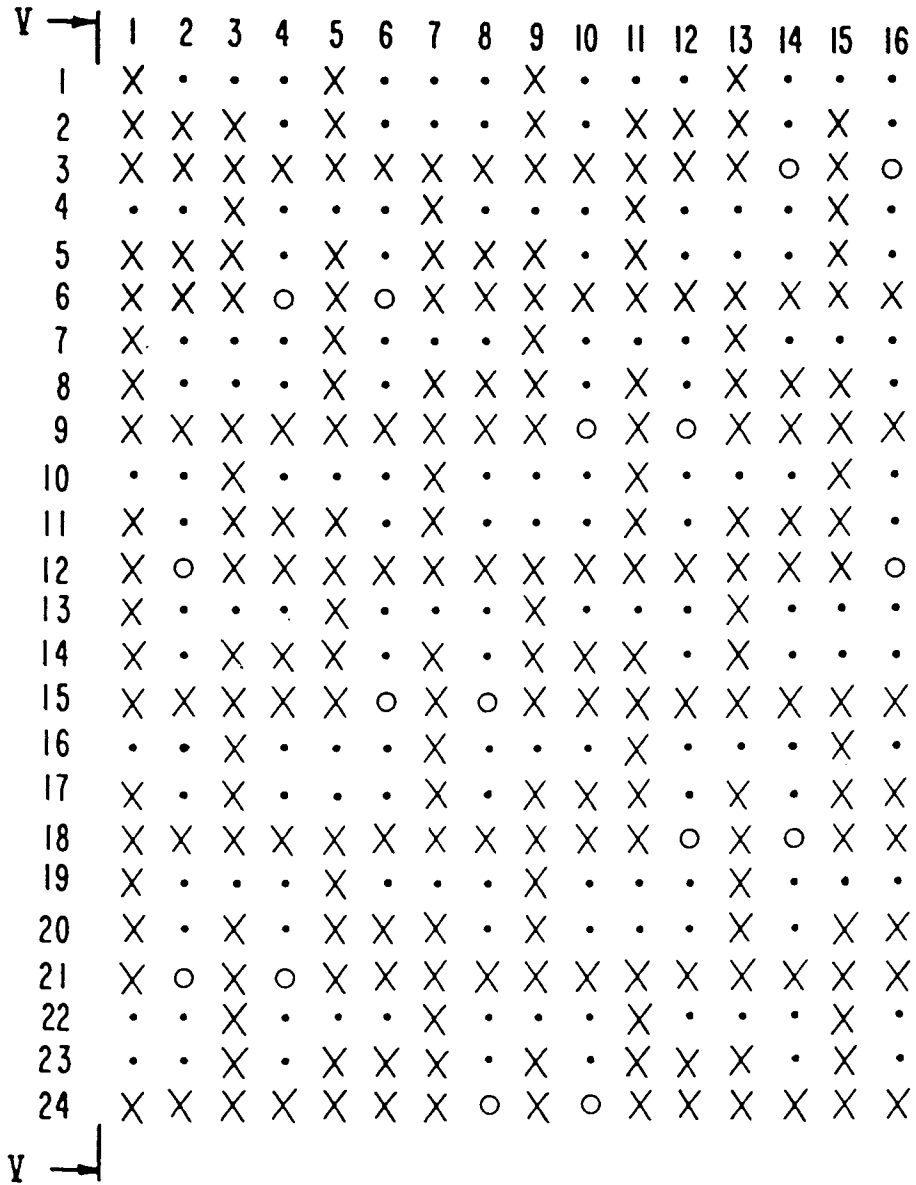 V 1 2 3 4 5 6 7 8 9 10 11 12 13 14 15 16
1 X • • • X • • • X • • • X • • •
2 X X X • X • • • X • X X X • X •
3 X X X X X X X X X X X X X O X O
4 • • X • • • X • • • X • • • X •
5 X X X • X • X X X • X • • • X •
6 X X X O X O X X X X X X X X X X
7 X • • • X • • • X • • • X • • •
8 X • • • X • X X X • X • X X X •
9 X X X X X X X X X O X O X X X X
10 • • X • • • X • • • X • • • X •
11 X • X X X • X • • • X • X X X •
12 X O X X X X X X X X X X X X X O
13 X • • • X • • • X • • • X • • •
14 X • X X X • X • X X X • X • • •
15 X X X X X O X O X X X X X X X X
16 • • X • • • X • • • X • • • X •
17 X • X • • • X • X X X • X • X X
18 X X X X X X X X X X X O X O X X
19 X • • • X • • • X • • • X • • •
20 X • X • X X X • X • • • X • X X
21 X O X O X X X X X X X X X X X X
22 • • X • • • X • • • X • • • X •
23 • • X • X X X • X • X X X • X •
24 X X X X X X X O X O X X X X X X
V